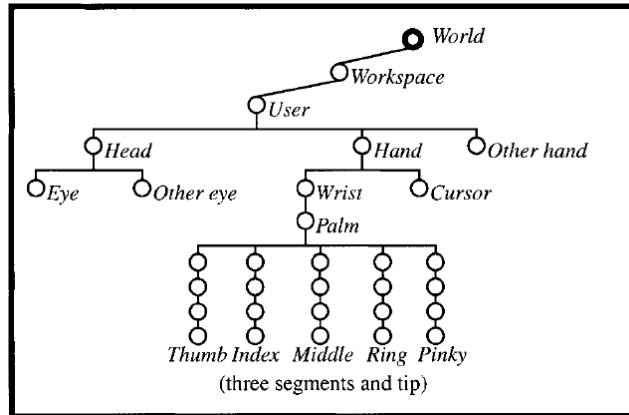 World
Workspace
User
Head Hand Other hand
Eye Other eye Wrist Cursor
Palm
Thumb Index Middle Ring Pinky
(three segments and tip)